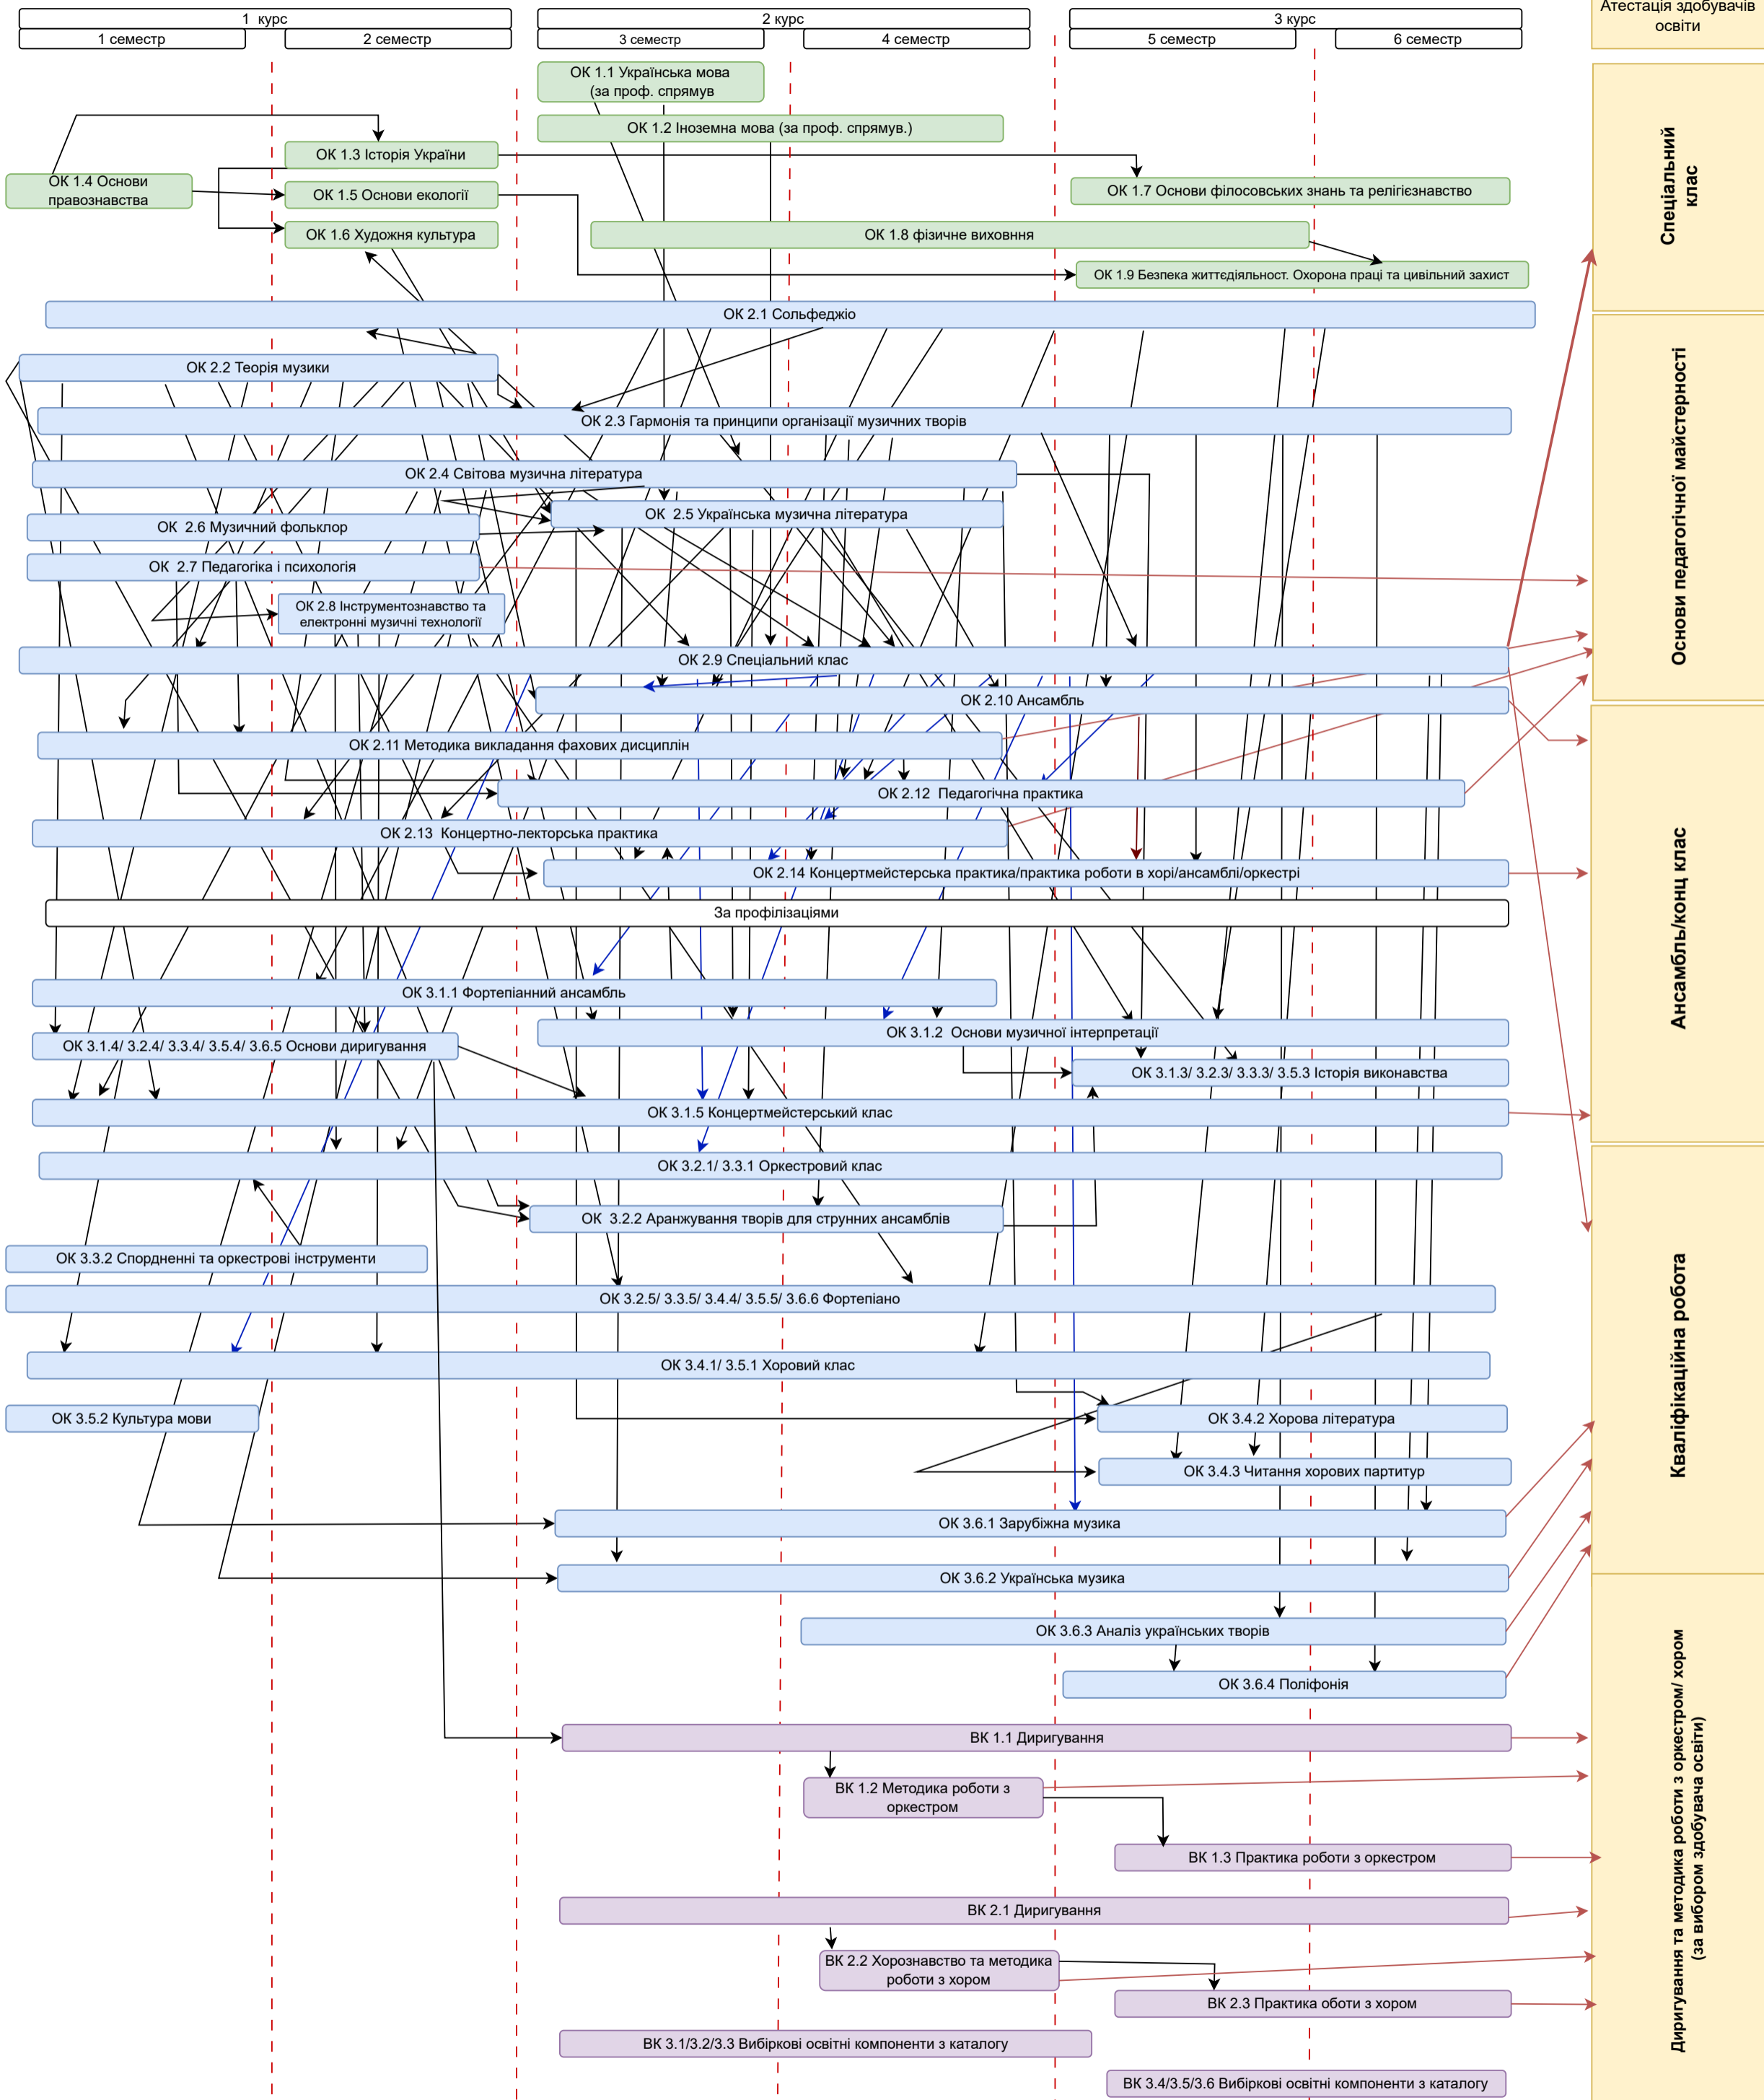 Атестація здобувачів
освіти
1 курс
2 курс
3 курс
1 семестр
2 семестр
3 семестр
4 семестр
5 семестр
6 семестр
ОК 1.1 Українська мова
(за проф. спрямув
ОК 1.2 Іноземна мова (за проф. спрямув.)
ОК 1.3 Історія України
ОК 1.4 Основи
правознавства
ОК 1.5 Основи екології
ОК 1.7 Основи філосовських знань та релігієзнавство
ОК 1.6 Художня культура
ОК 1.8 фізичне виховння
ОК 1.9 Безпека життєдіяльност. Охорона праці та цивільний захист
ОК 2.1 Сольфеджіо
ОК 2.2 Теорія музики
ОК 2.3 Гармонія та принципи організації музичних творів
ОК 2.4 Світова музична література
ОК 2.5 Українська музична література
ОК 2.6 Музичний фольклор
ОК 2.7 Педагогіка і психологія
ОК 2.8 Інструментознавство та
електронні музичні технології
ОК 2.9 Спеціальний клас
ОК 2.10 Ансамбль
ОК 2.11 Методика викладання фахових дисциплін
ОК 2.12 Педагогічна практика
ОК 2.13 Концертно-лекторська практика
ОК 2.14 Концертмейстерська практика/практика роботи в хорі/ансамблі/оркестрі
За профілізаціями
ОК 3.1.1 Фортепіанний ансамбль
ОК 3.1.2 Основи музичної інтерпретації
ОК 3.1.4/ 3.2.4/ 3.3.4/ 3.5.4/ 3.6.5 Основи диригування
ОК 3.1.3/ 3.2.3/ 3.3.3/ 3.5.3 Історія виконавства
ОК 3.1.5 Концертмейстерський клас
ОК 3.2.1/ 3.3.1 Оркестровий клас
ОК 3.2.2 Аранжування творів для струнних ансамблів
ОК 3.3.2 Спордненні та оркестрові інструменти
ОК 3.2.5/ 3.3.5/ 3.4.4/ 3.5.5/ 3.6.6 Фортепіано
ОК 3.4.1/ 3.5.1 Хоровий клас
ОК 3.5.2 Культура мови
ОК 3.4.2 Хорова література
ОК 3.4.3 Читання хорових партитур
ОК 3.6.1 Зарубіжна музика
ОК 3.6.2 Українська музика
ОК 3.6.3 Аналіз українських творів
ОК 3.6.4 Поліфонія
ВК 1.1 Диригування
ВК 1.2 Методика роботи з
оркестром
ВК 1.3 Практика роботи з оркестром
ВК 2.1 Диригування
ВК 2.2 Хорознавство та методика
роботи з хором
ВК 2.3 Практика оботи з хором
ВК 3.1/3.2/3.3 Вибіркові освітні компоненти з каталогу
ВК 3.4/3.5/3.6 Вибіркові освітні компоненти з каталогу
Спеціальний
клас
Основи педагогічної майстерності
Ансамбль/конц клас
Кваліфікаційна робота
Диригування та методика роботи з оркестром/ хором
(за вибором здобувача освіти)